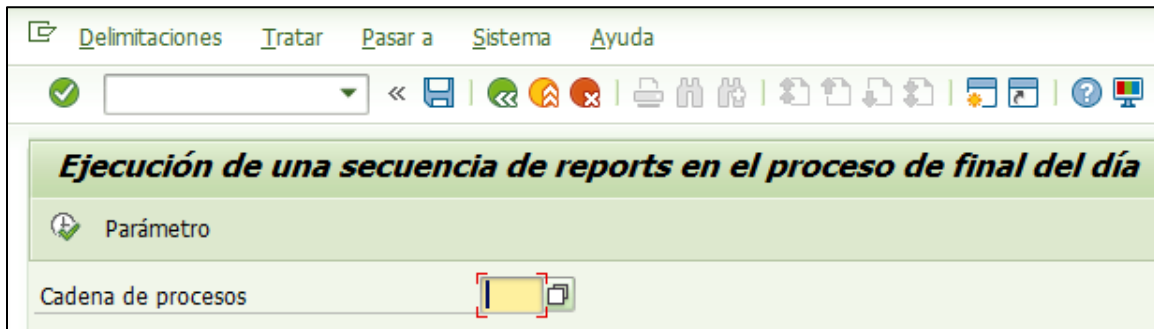 Delimitaciones Tratar Pasar a Sistema Ayuda
«
Ejecución de una secuencia de reports en el proceso de final del día
Parámetro
Cadena de procesos